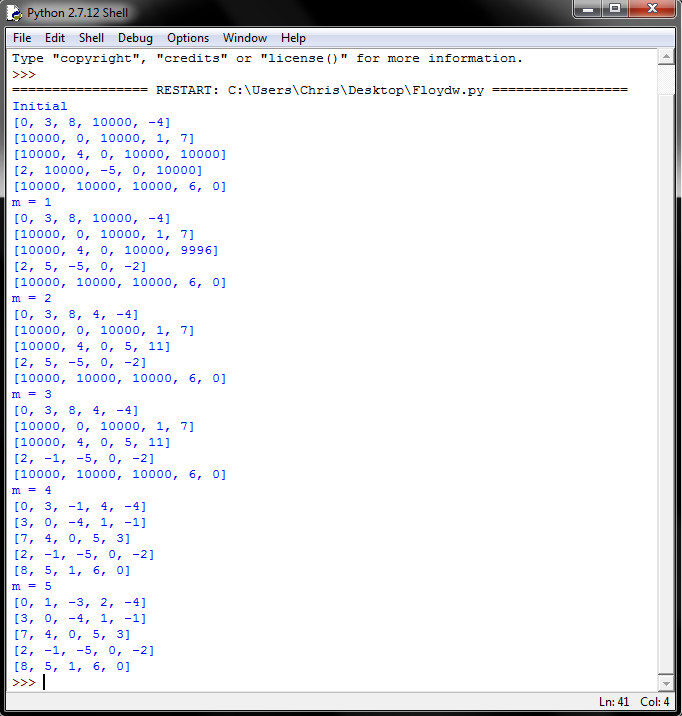 Python 2.7.12 Shell
File Edit Shell Debug Options Window Help
Type "copyright", "credits" or "license()" for more information.
>>>
================= RESTART: C:\Users\Chris\Desktop\Floydw.py =================
Initial
[0, 3, 8, 10000, -4]
[10000, 0, 10000, 1, 7]
[10000, 4, 0, 10000, 10000]
[2, 10000, -5, 0, 10000]
[10000, 10000, 10000, 6, 0]
m = 1
[0, 3, 8, 10000, -4]
[10000, 0, 10000, 1, 7]
[10000, 4, 0, 10000, 9996]
[2, 5, -5, 0, -2]
[10000, 10000, 10000, 6, 0]
m = 2
[0, 3, 8, 4, -4]
[10000, 0, 10000, 1, 7]
[10000, 4, 0, 5, 11]
[2, 5, -5, 0, -2]
[10000, 10000, 10000, 6, 0]
m = 3
[0, 3, 8, 4, -4]
[10000, 0, 10000, 1, 7]
[10000, 4, 0, 5, 11]
[2, -1, -5, 0, -2]
[10000, 10000, 10000, 6, 0]
m = 4
[0, 3, -1, 4, -4]
[3, 0, -4, 1, -1]
[7, 4, 0, 5, 3]
[2, -1, -5, 0, -2]
[8, 5, 1, 6, 0]
m = 5
[0, 1, -3, 2, -4]
[3, 0, -4, 1, -1]
[7, 4, 0, 5, 3]
[2, -1, -5, 0, -2]
[8, 5, 1, 6, 0]
>>>
Ln: 41 Col: 4